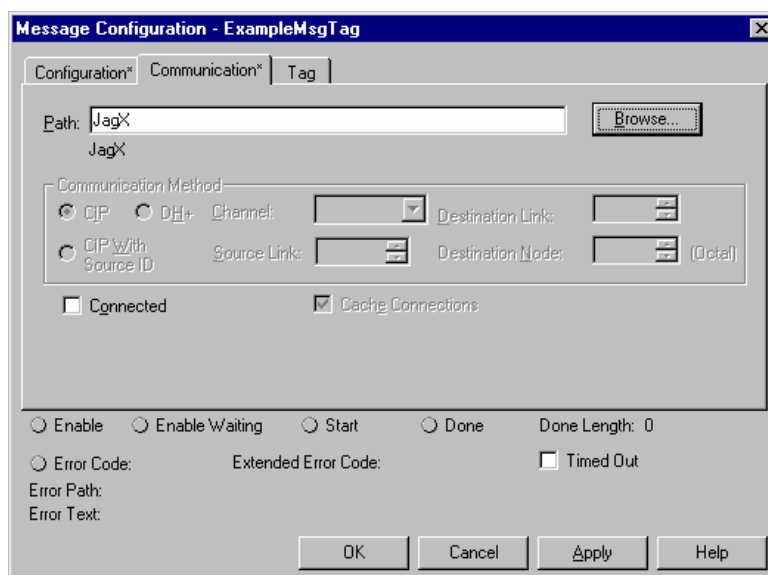 Message Configuration - ExampleMsgTag
Configuration* Communication* Tag
Path: JagX Browse...
JagX
Communication Method
CIP DH+ Channel: Destination Link:
CIP With Source ID Source Link: Destination Node: (Octal)
Connected Cache Connections
Enable Enable Waiting Start Done Done Length: 0
Error Code: Extended Error Code: Timed Out
Error Path:
Error Text:
OK Cancel Apply Help